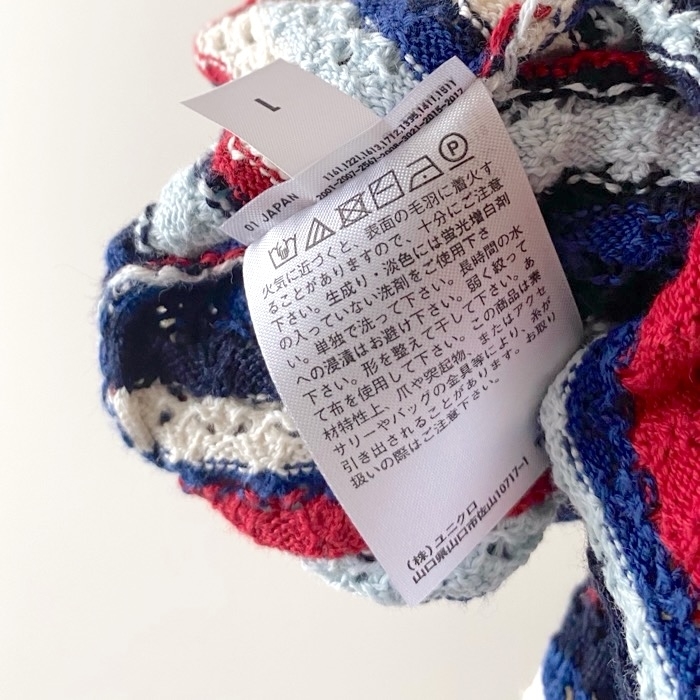 L
01 JAPAN
火気に近づくと、表面の毛羽に着火す
ることがありますので、十分にご注意
下さい。生成り・淡色には蛍光増白剤
の入っていない洗剤をご使用下さ
い。単独で洗って下さい。長時間の水
への浸漬はお避け下さい。弱く絞って
下さい。形を整えて干して下さい。あ
て布を使用して下さい。この商品は素
材特性上、爪や突起物、またはアクセ
サリーやバッグの金具等により、糸が
引き出されることがあります。お取り
扱いの際はご注意下さい。
(株)ユニクロ
山口県山口市佐山10717-1